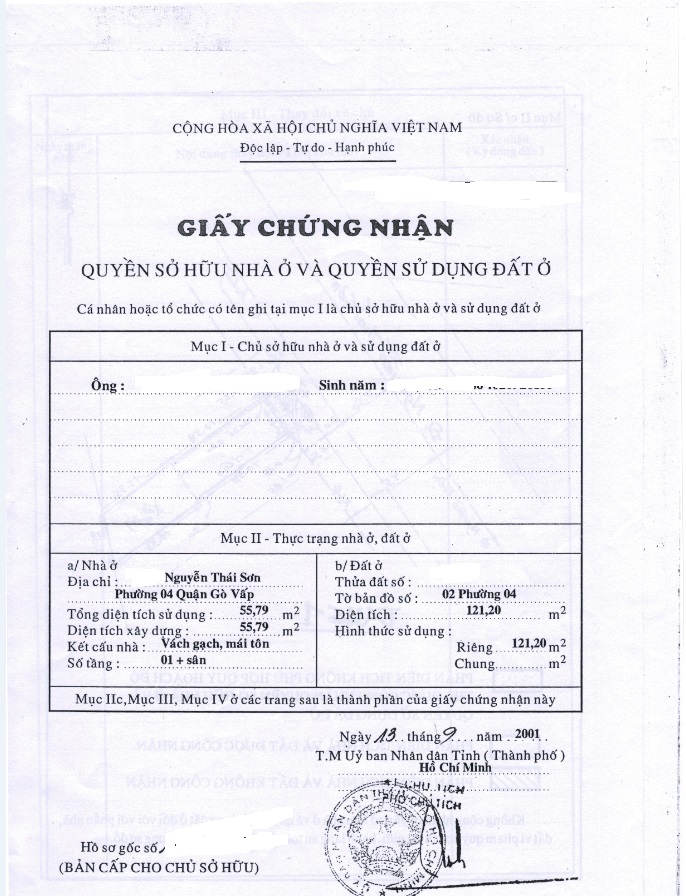 CỘNG HÒA XÃ HỘI CHỦ NGHĨA VIỆT NAM
Độc lập - Tự do - Hạnh phúc
GIẤY CHỨNG NHẬN
QUYỀN SỞ HỮU NHÀ Ở VÀ QUYỀN SỬ DỤNG ĐẤT Ở
Cá nhân hoặc tổ chức có tên ghi tại mục I là chủ sở hữu nhà ở và sử dụng đất ở
Mục I - Chủ sở hữu nhà ở và sử dụng đất ở
Ông : Sinh năm :
Mục II - Thực trạng nhà ở, đất ở
a/ Nhà ở
Địa chỉ : Nguyễn Thái Sơn
Phường 04 Quận Gò Vấp
Tổng diện tích sử dụng : 55,79 m2
Diện tích xây dựng : 55,79 m2
Kết cấu nhà : Vách gạch, mái tôn
Số tầng : 01 + sân
b/ Đất ở
Thửa đất số :
Tờ bản đồ số : 02 Phường 04
Diện tích : 121,20 m2
Hình thức sử dụng :
Riêng 121,20 m2
Chung m2
Mục IIc,Mục III, Mục IV ở các trang sau là thành phần của giấy chứng nhận này
Ngày 13 tháng 9 năm 2001
T.M Uỷ ban Nhân dân Tỉnh ( Thành phố )
Hồ Chí Minh
CHỦ TỊCH
PHÓ CHỦ TỊCH
Hồ sơ gốc số
(BẢN CẤP CHO CHỦ SỞ HỮU)